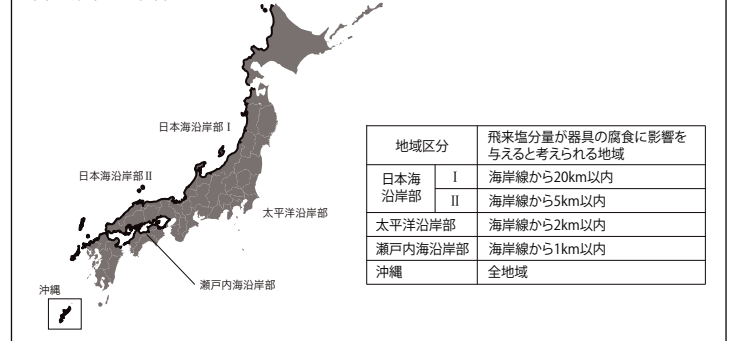 日本海沿岸部 I
日本海沿岸部 II
太平洋沿岸部
瀬戸内海沿岸部
沖縄
地域区分
飛来塩分量が器具の腐食に影響を
与えると考えられる地域
日本海
沿岸部
I
海岸線から20km以内
II
海岸線から5km以内
太平洋沿岸部
海岸線から2km以内
瀬戸内海沿岸部
海岸線から1km以内
沖縄
全地域